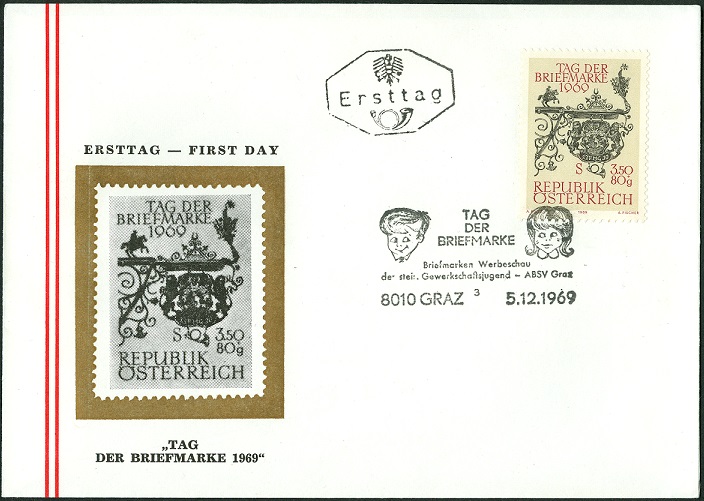 Ersttag
TAG DER
BRIEFMARKE
1969
S 3.50
80g
REPUBLIK
ÖSTERREICH
1969 A. FISCHER
ERSTTAG — FIRST DAY
TAG DER
BRIEFMARKE
1969
S 3.50
80g
REPUBLIK
ÖSTERREICH
„TAG
DER BRIEFMARKE 1969“
TAG
DER
BRIEFMARKE
Briefmarken Werbeschau
der steir. Gewerkschaftsjugend – ABSV Graz
8010 GRAZ 3 5.12.1969